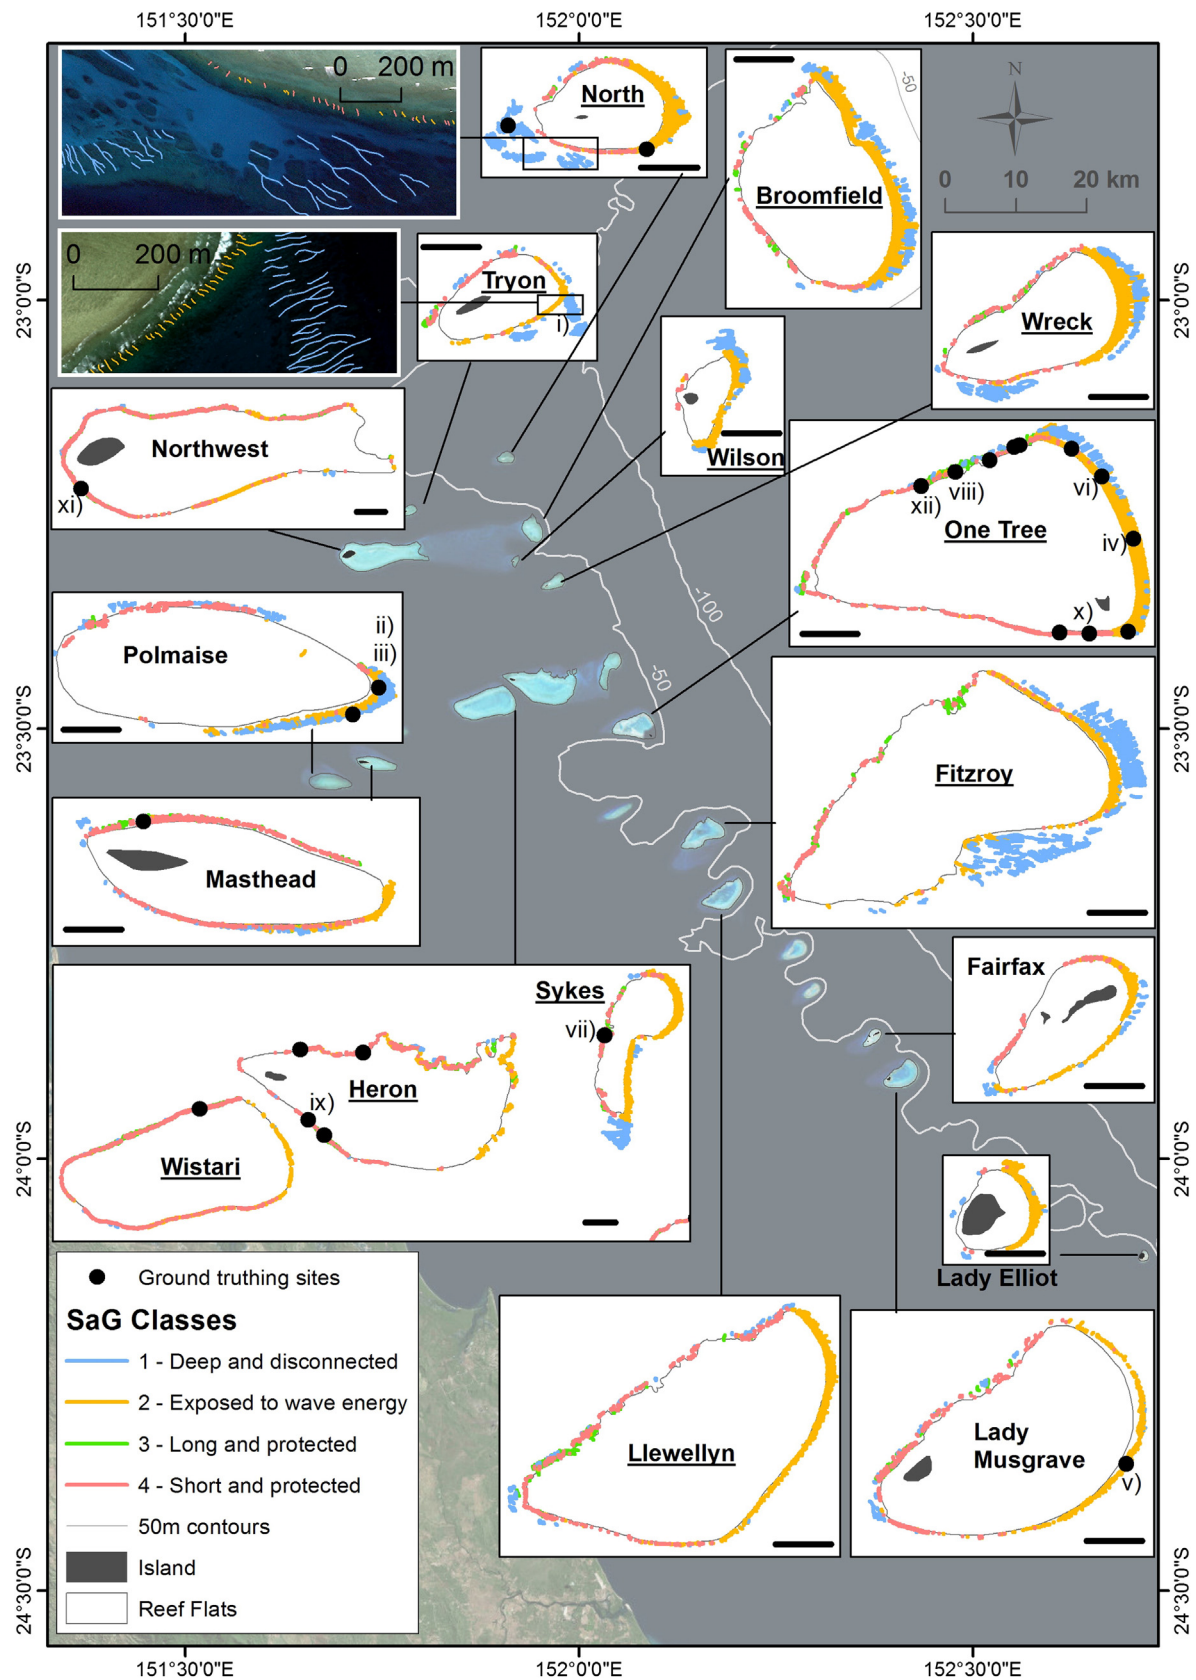 151°30'0"E
152°0'0"E
152°30'0"E
0 200 m
North
Broomfield
-50
N
0 10 20 km
0 200 m
Tryon
i)
Wreck
23°0'0"S
23°0'0"S
Wilson
Northwest
xi)
xii)
viii)
vi)
One Tree
iv)
x)
-100
-50
Polmaise
ii)
iii)
23°30'0"S
23°30'0"S
Fitzroy
Masthead
Fairfax
Sykes
vii)
Heron
ix)
Wistari
24°0'0"S
24°0'0"S
Lady Elliot
Ground truthing sites
SaG Classes
1 - Deep and disconnected
2 - Exposed to wave energy
3 - Long and protected
4 - Short and protected
50m contours
Island
Reef Flats
Llewellyn
Lady
Musgrave
v)
24°30'0"S
24°30'0"S
151°30'0"E
152°0'0"E
152°30'0"E